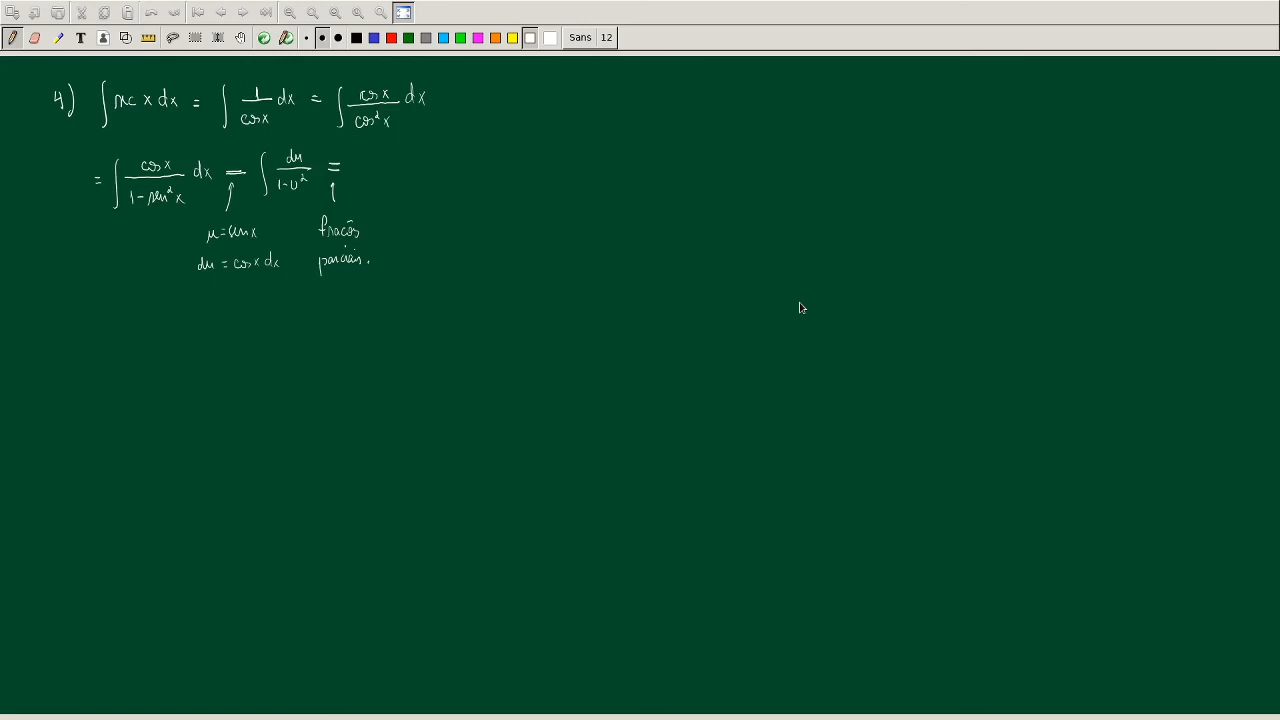 Sans 12
4) ∫ sec x dx = ∫ 1/cos x dx = ∫ cos x/cos² x dx
= ∫ cos x/1-sen² x dx = ∫ du/1-u² =
u = sen x frações
du = cos x dx parciais.